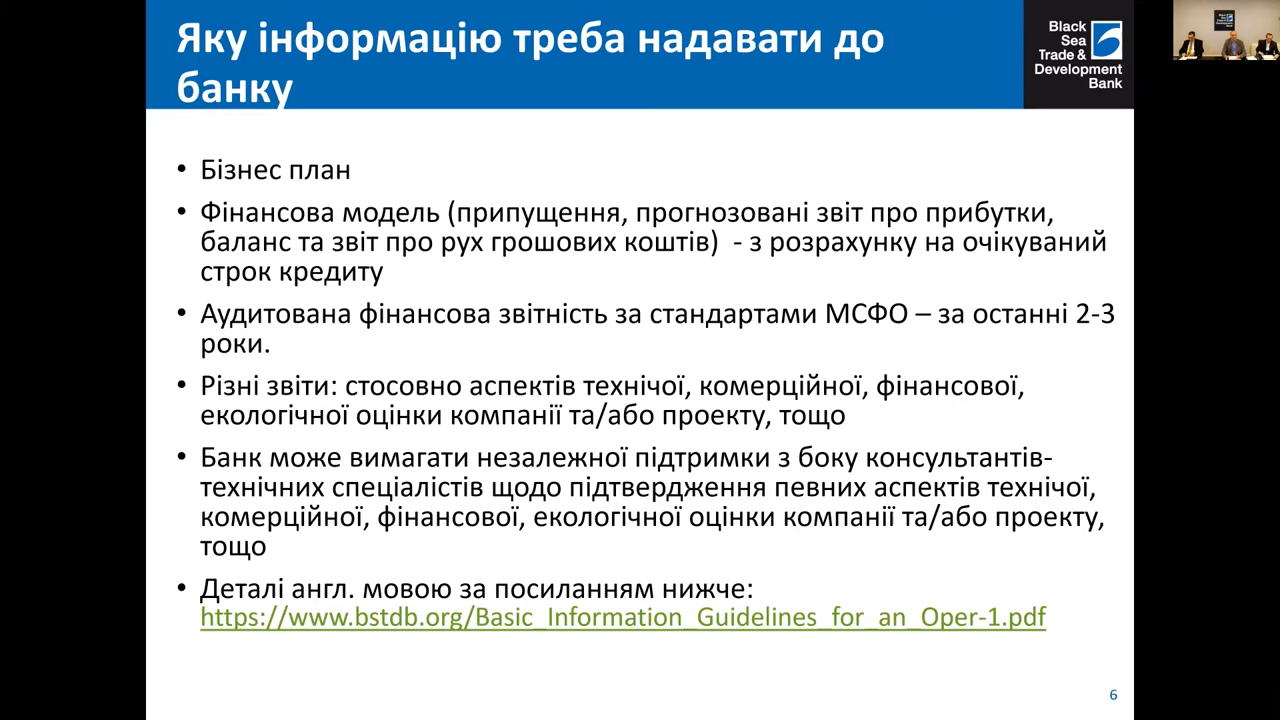 Яку інформацію треба надавати до
банку
Black
Sea
Trade &
Development
Bank
• Бізнес план
• Фінансова модель (припущення, прогнозовані звіт про прибутки,
баланс та звіт про рух грошових коштів) - з розрахунку на очікуваний
строк кредиту
• Аудитована фінансова звітність за стандартами МСФО – за останні 2-3
роки.
• Різні звіти: стосовно аспектів технічої, комерційної, фінансової,
екологічної оцінки компанії та/або проекту, тощо
• Банк може вимагати незалежної підтримки з боку консультантів-
технічних спеціалістів щодо підтвердження певних аспектів технічої,
комерційної, фінансової, екологічної оцінки компанії та/або проекту,
тощо
• Деталі англ. мовою за посиланням нижче:
https://www.bstdb.org/Basic_Information_Guidelines_for_an_Oper-1.pdf
6